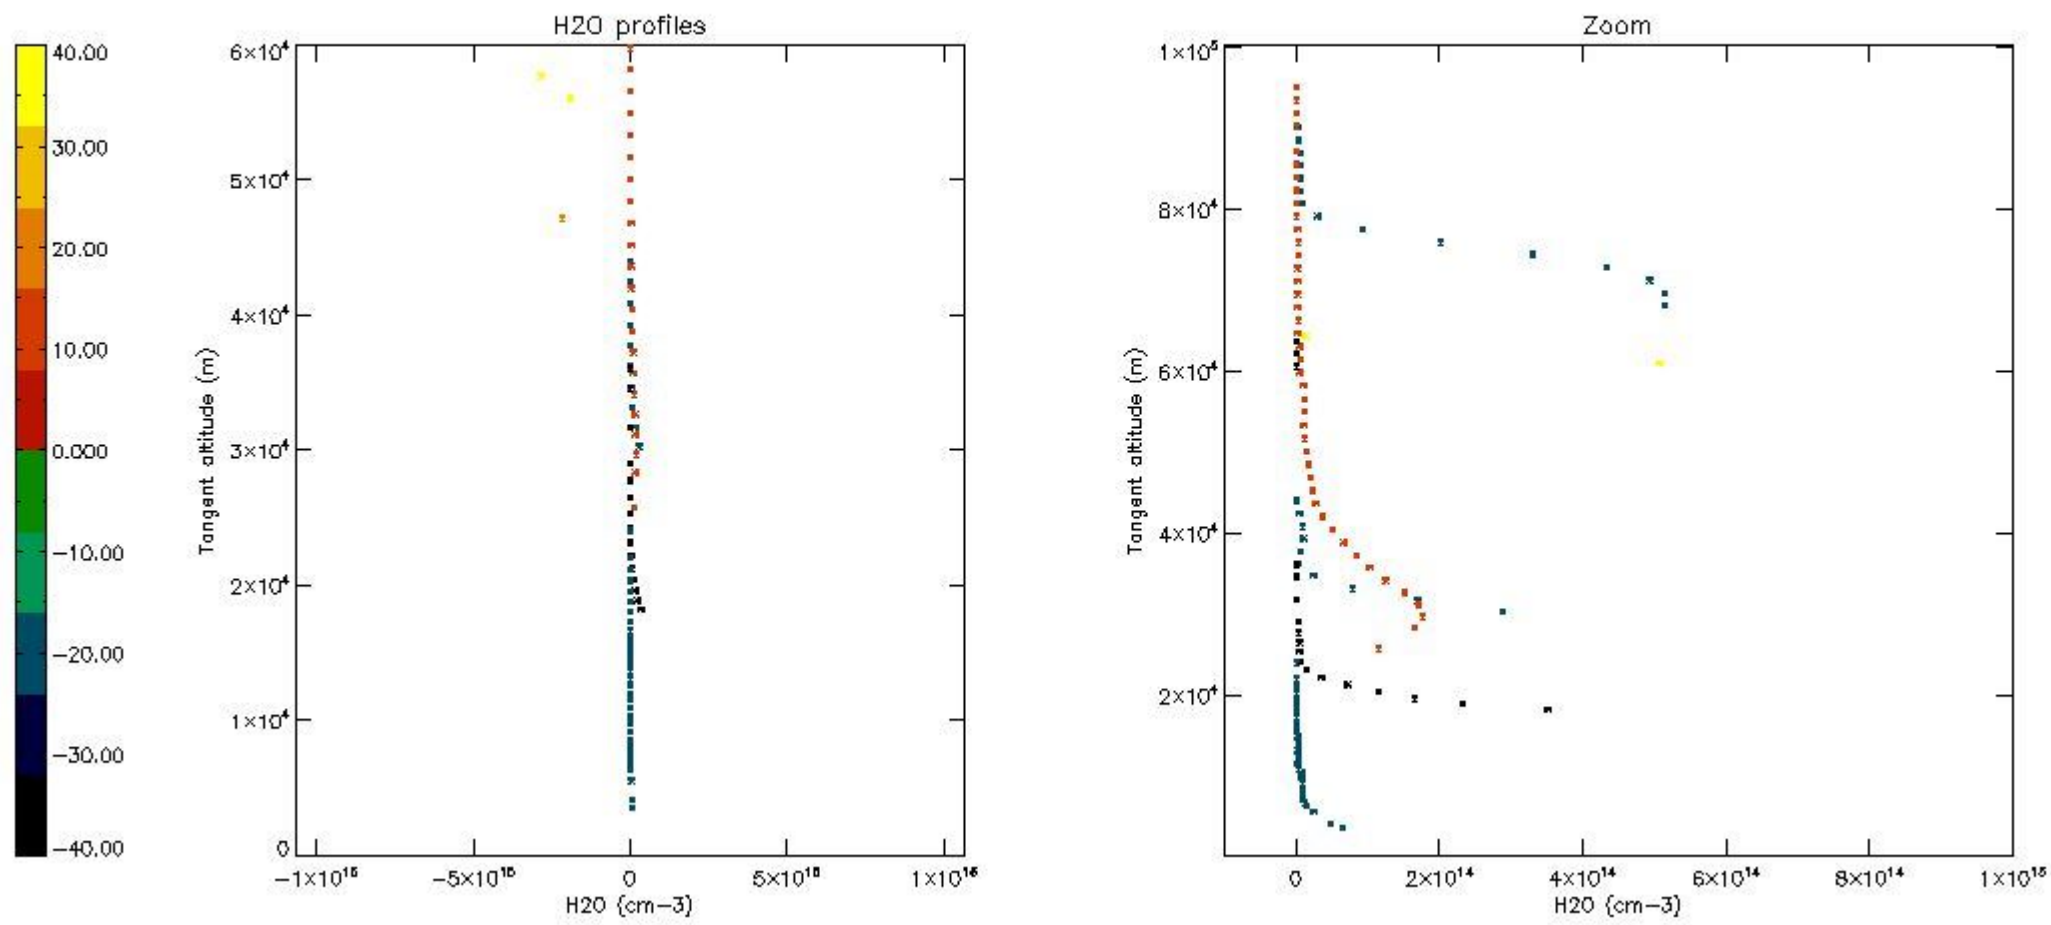 H2O profiles
40.00
30.00
20.00
10.00
0.000
−10.00
−20.00
−30.00
−40.00
Tangent altitude (m)
6×10⁴
5×10⁴
4×10⁴
3×10⁴
2×10⁴
1×10⁴
0
−1×10¹⁶ −5×10¹⁵ 0 5×10¹⁵ 1×10¹⁶
H2O (cm−3)
Zoom
Tangent altitude (m)
1×10⁵
8×10⁴
6×10⁴
4×10⁴
2×10⁴
0 2×10¹⁴ 4×10¹⁴ 6×10¹⁴ 8×10¹⁴ 1×10¹⁵
H2O (cm−3)